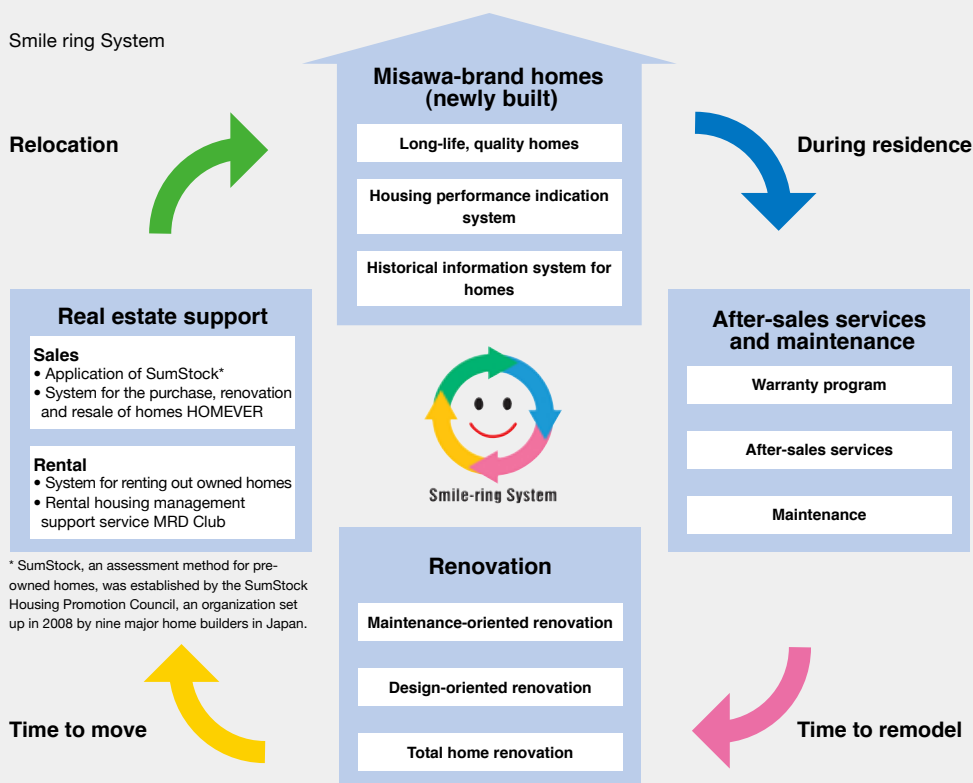 Smile ring System
Misawa-brand homes
(newly built)
Long-life, quality homes
Housing performance indication
system
Historical information system for
homes
Relocation
During residence
Real estate support
Sales
• Application of SumStock*
• System for the purchase, renovation
and resale of homes HOMEVER
Rental
• System for renting out owned homes
• Rental housing management
support service MRD Club
* SumStock, an assessment method for pre-
owned homes, was established by the SumStock
Housing Promotion Council, an organization set
up in 2008 by nine major home builders in Japan.
Smile-ring System
After-sales services
and maintenance
Warranty program
After-sales services
Maintenance
Renovation
Maintenance-oriented renovation
Design-oriented renovation
Total home renovation
Time to move
Time to remodel